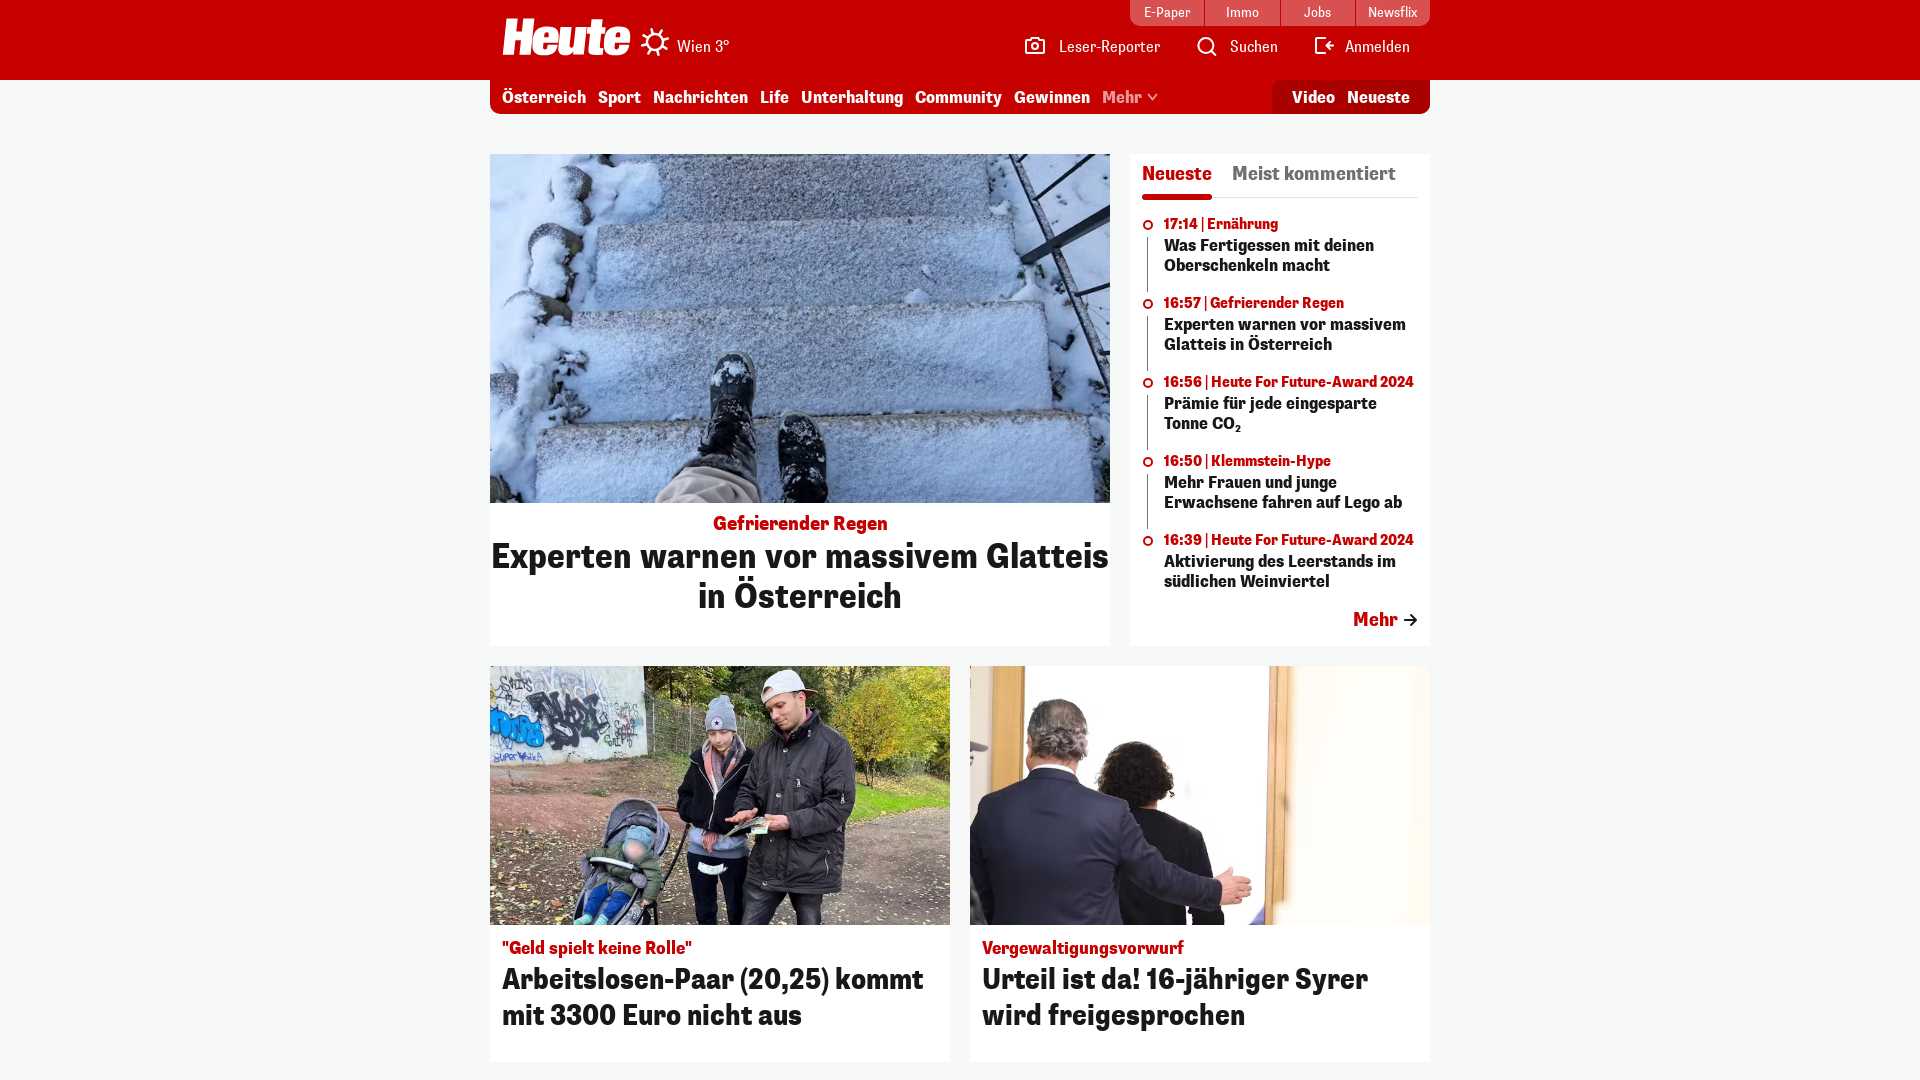 E-Paper
Immo
Jobs
Newsflix
Heute
Wien 3°
Leser-Reporter
Suchen
Anmelden
Österreich
Sport
Nachrichten
Life
Unterhaltung
Community
Gewinnen
Mehr
Video
Neueste
Gefrierender Regen
Experten warnen vor massivem Glatteis
in Österreich
Neueste
Meist kommentiert
17:14 | Ernährung
Was Fertigessen mit deinen
Oberschenkeln macht
16:57 | Gefrierender Regen
Experten warnen vor massivem
Glatteis in Österreich
16:56 | Heute For Future-Award 2024
Prämie für jede eingesparte
Tonne CO₂
16:50 | Klemmstein-Hype
Mehr Frauen und junge
Erwachsene fahren auf Lego ab
16:39 | Heute For Future-Award 2024
Aktivierung des Leerstands im
südlichen Weinviertel
Mehr
"Geld spielt keine Rolle"
Arbeitslosen-Paar (20,25) kommt
mit 3300 Euro nicht aus
Vergewaltigungsvorwurf
Urteil ist da! 16-jähriger Syrer
wird freigesprochen